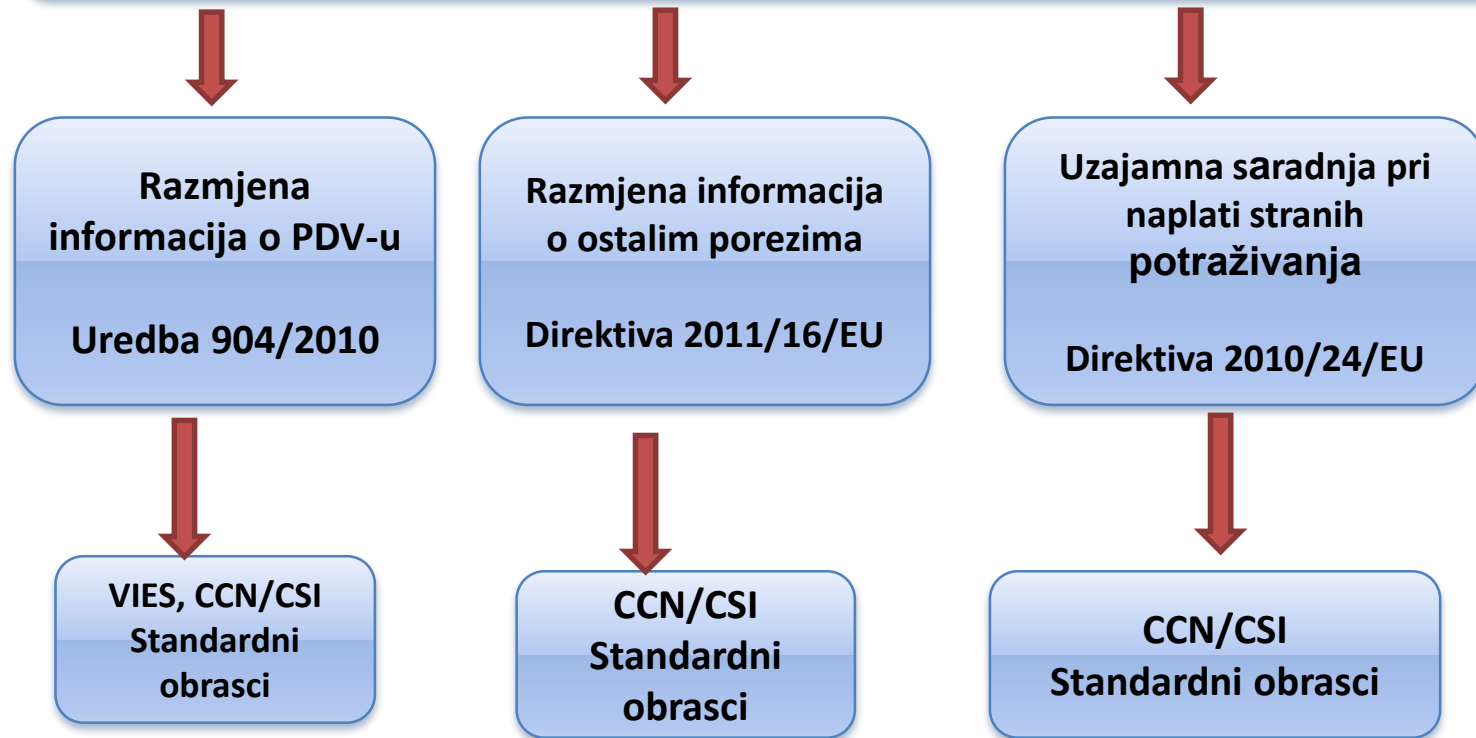 Razmjena
informacija o PDV-u
Uredba 904/2010
Razmjena informacija
o ostalim porezima
Direktiva 2011/16/EU
Uzajamna saradnja pri
naplati stranih
potraživanja
Direktiva 2010/24/EU
VIES, CCN/CSI
Standardni
obrasci
CCN/CSI
Standardni
obrasci
CCN/CSI
Standardni obrasci